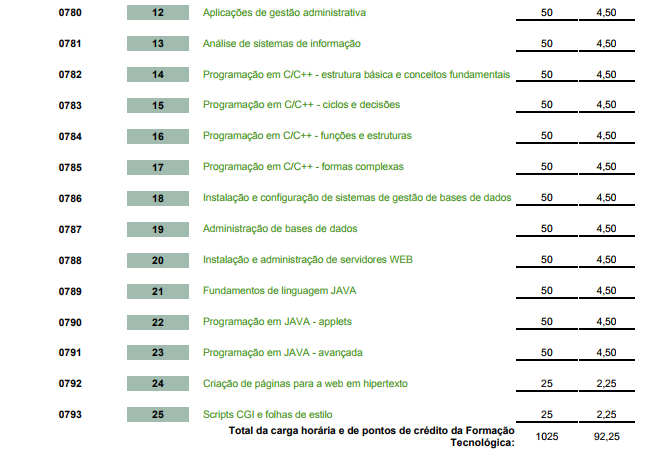 0780 12 Aplicações de gestão administrativa 50 4,50
0781 13 Análise de sistemas de informação 50 4,50
0782 14 Programação em C/C++ - estrutura básica e conceitos fundamentais 50 4,50
0783 15 Programação em C/C++ - ciclos e decisões 50 4,50
0784 16 Programação em C/C++ - funções e estruturas 50 4,50
0785 17 Programação em C/C++ - formas complexas 50 4,50
0786 18 Instalação e configuração de sistemas de gestão de bases de dados 50 4,50
0787 19 Administração de bases de dados 50 4,50
0788 20 Instalação e administração de servidores WEB 50 4,50
0789 21 Fundamentos de linguagem JAVA 50 4,50
0790 22 Programação em JAVA - applets 50 4,50
0791 23 Programação em JAVA - avançada 50 4,50
0792 24 Criação de páginas para a web em hipertexto 25 2,25
0793 25 Scripts CGI e folhas de estilo 25 2,25
Total da carga horária e de pontos de crédito da Formação
Tecnológica: 1025 92,25